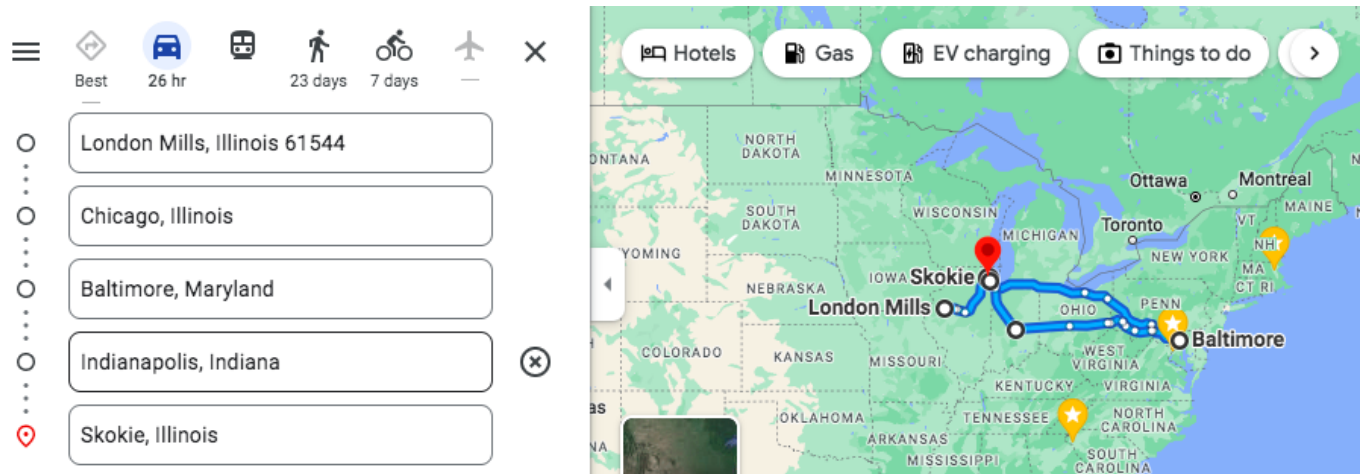 Best
—
26 hr
23 days
7 days
—
London Mills, Illinois 61544
Chicago, Illinois
Baltimore, Maryland
Indianapolis, Indiana
Skokie, Illinois
Hotels
Gas
EV charging
Things to do
NORTH
DAKOTA
ONTANA
MINNESOTA
Ottawa
Montreal
MAINE
SOUTH
DAKOTA
WISCONSIN
MICHIGAN
Toronto
VT
NH
NEW YORK
YOMING
MA
CT RI
IOWA
Skokie
NEBRASKA
London Mills
OHIO
PENN
Baltimore
COLORADO
KANSAS
MISSOURI
WEST
VIRGINIA
KENTUCKY
VIRGINIA
as
OKLAHOMA
TENNESSEE
NORTH
CAROLINA
ARKANSAS
NA
MISSISSIPPI
SOUTH
CAROLINA